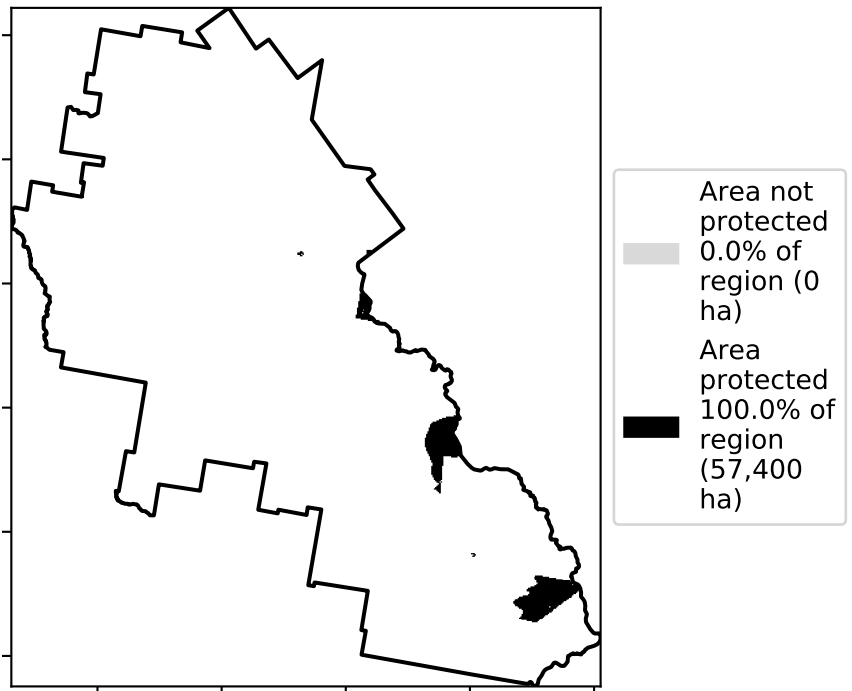 Area not
protected
0.0% of
region (0
ha)
Area
protected
100.0% of
region
(57,400
ha)